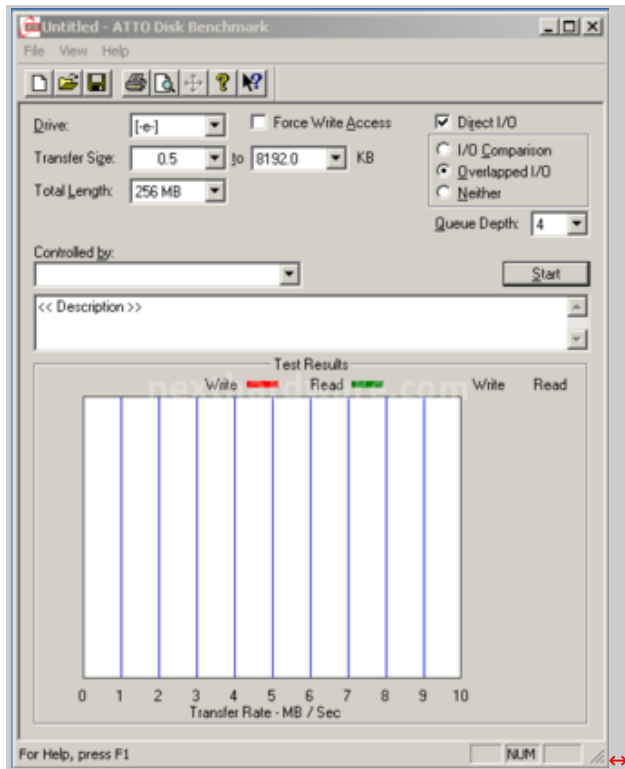 Untitled - ATTO Disk Benchmark
File View Help
Drive: [-e-] Force Write Access Direct I/O
Transfer Size: 0.5 to 8192.0 KB I/O Comparison
Overlapped I/O
Total Length: 256 MB Neither
Queue Depth: 4
Controlled by:
Start
<< Description >>
Test Results
nexthardware.com
Write Read Write Read
0 1 2 3 4 5 6 7 8 9 10
Transfer Rate - MB / Sec
For Help, press F1 NUM